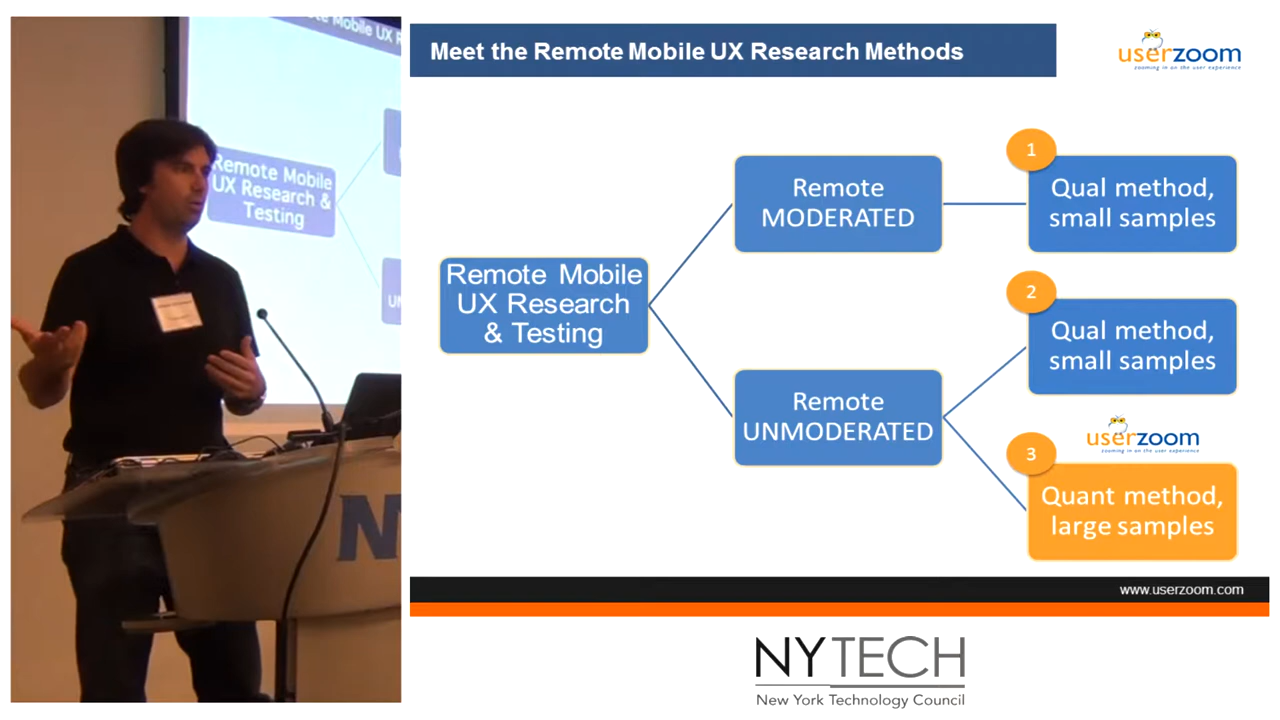 Meet the Remote Mobile UX Research Methods
userzoom
zooming in on the user experience
Remote Mobile
UX Research
& Testing
Remote
MODERATED
1
Qual method,
small samples
2
Qual method,
small samples
Remote
UNMODERATED
userzoom
zooming in on the user experience
3
Quant method,
large samples
www.userzoom.com
NYTECH
New York Technology Council
Mobile UX R
Remote Mobile
UX Research &
Testing
UN
N